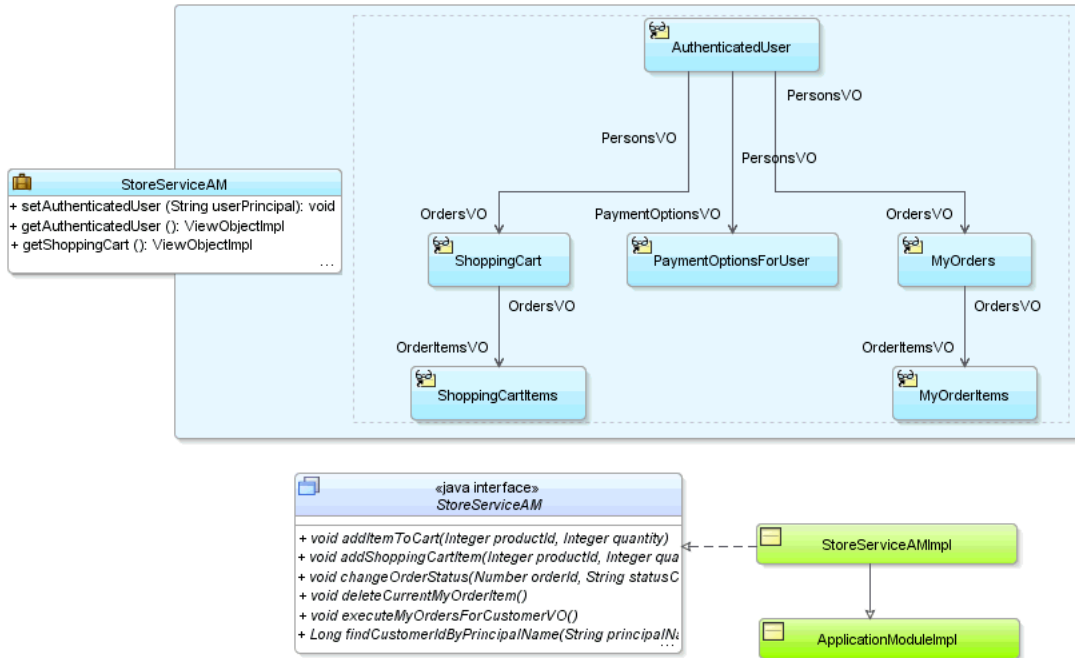 AuthenticatedUser
PersonsVO
PersonsVO
PersonsVO
StoreServiceAM
+ setAuthenticatedUser (String userPrincipal): void
+ getAuthenticatedUser (): ViewObjectImpl
+ getShoppingCart (): ViewObjectImpl
...
OrdersVO
PaymentOptionsVO
OrdersVO
ShoppingCart
PaymentOptionsForUser
MyOrders
OrdersVO
OrdersVO
OrderItemsVO
OrderItemsVO
ShoppingCartItems
MyOrderItems
«java interface»
StoreServiceAM
+ void addItemToCart(Integer productId, Integer quantity)
+ void addShoppingCartItem(Integer productId, Integer qua
+ void changeOrderStatus(Number orderId, String statusC
+ void deleteCurrentMyOrderItem()
+ void executeMyOrdersForCustomerVO()
+ Long findCustomerIdByPrincipalName(String principalNa
...
StoreServiceAMImpl
ApplicationModuleImpl